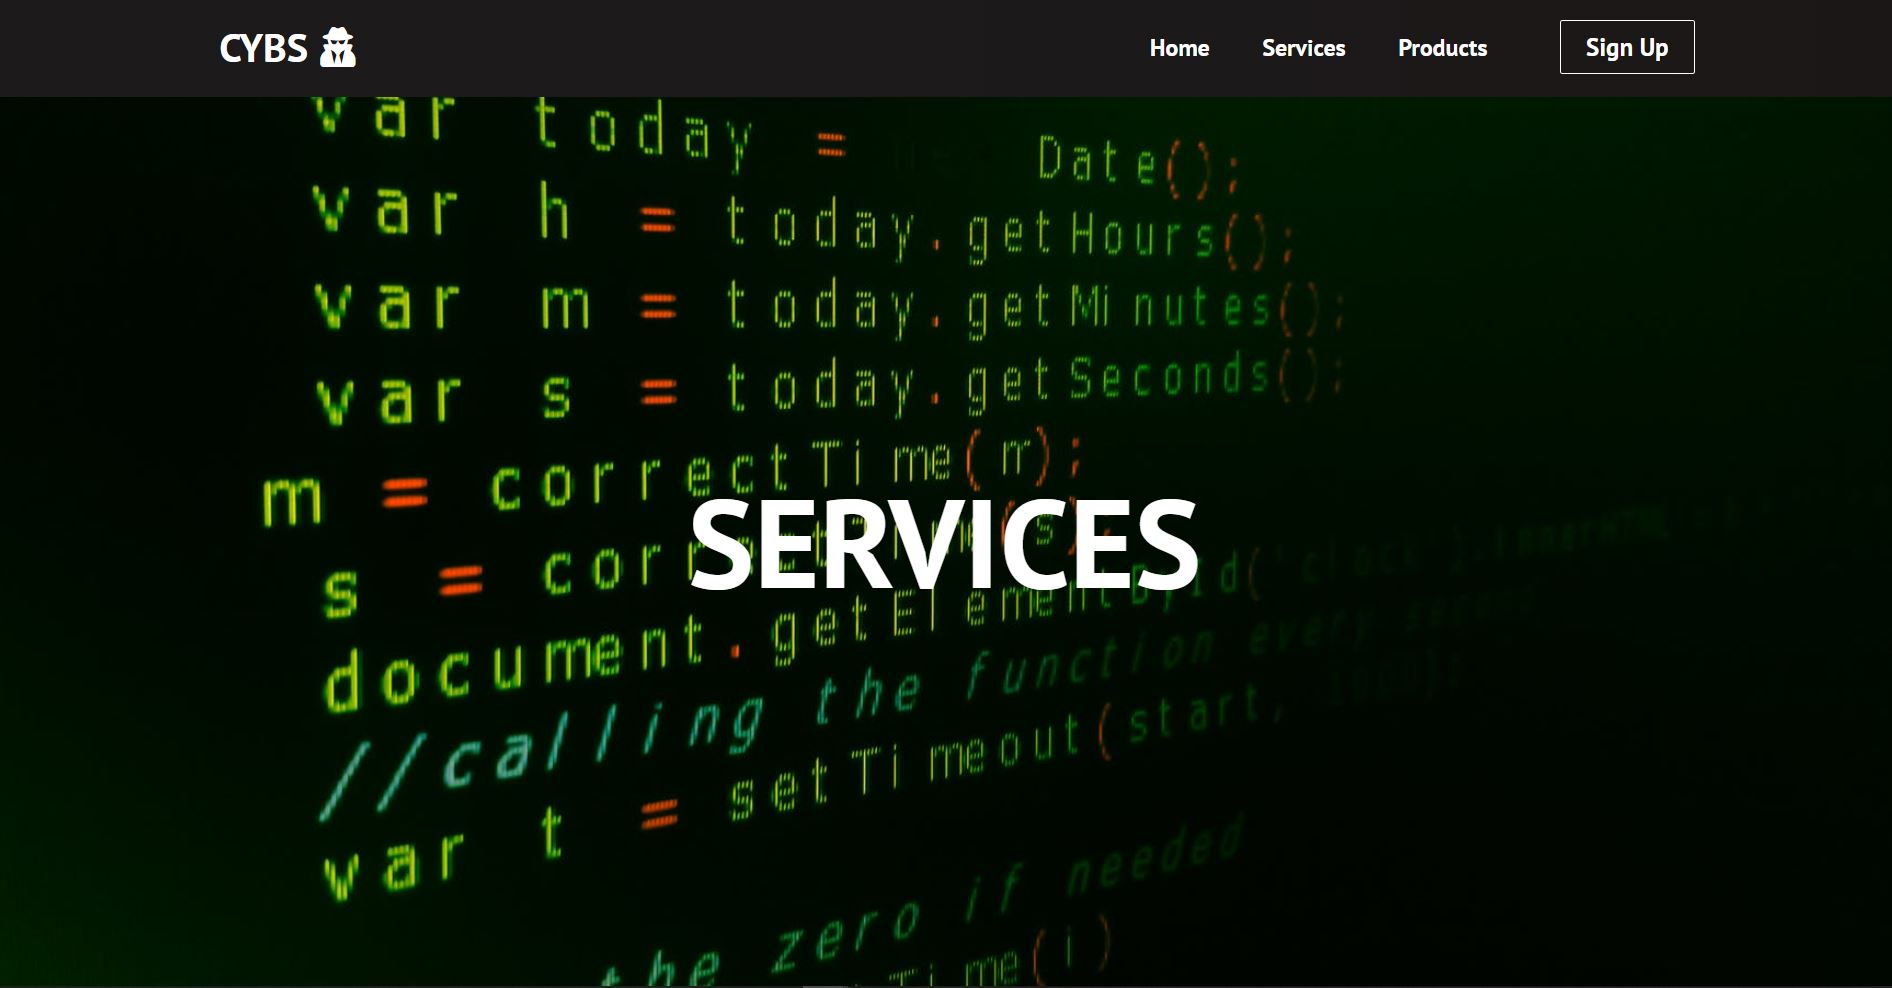 CYBS
Home Services Products Sign Up
var today = Date();
var h = today.getHours();
var m = today.getMinutes();
var s = today.getSeconds();
m = correctTime(m);
s =
SERVICES
document.getElementById('clock').innerHTML
//calling the function every second
var t = setTimeout(start, 1000);
the zero if needed
Time(i)